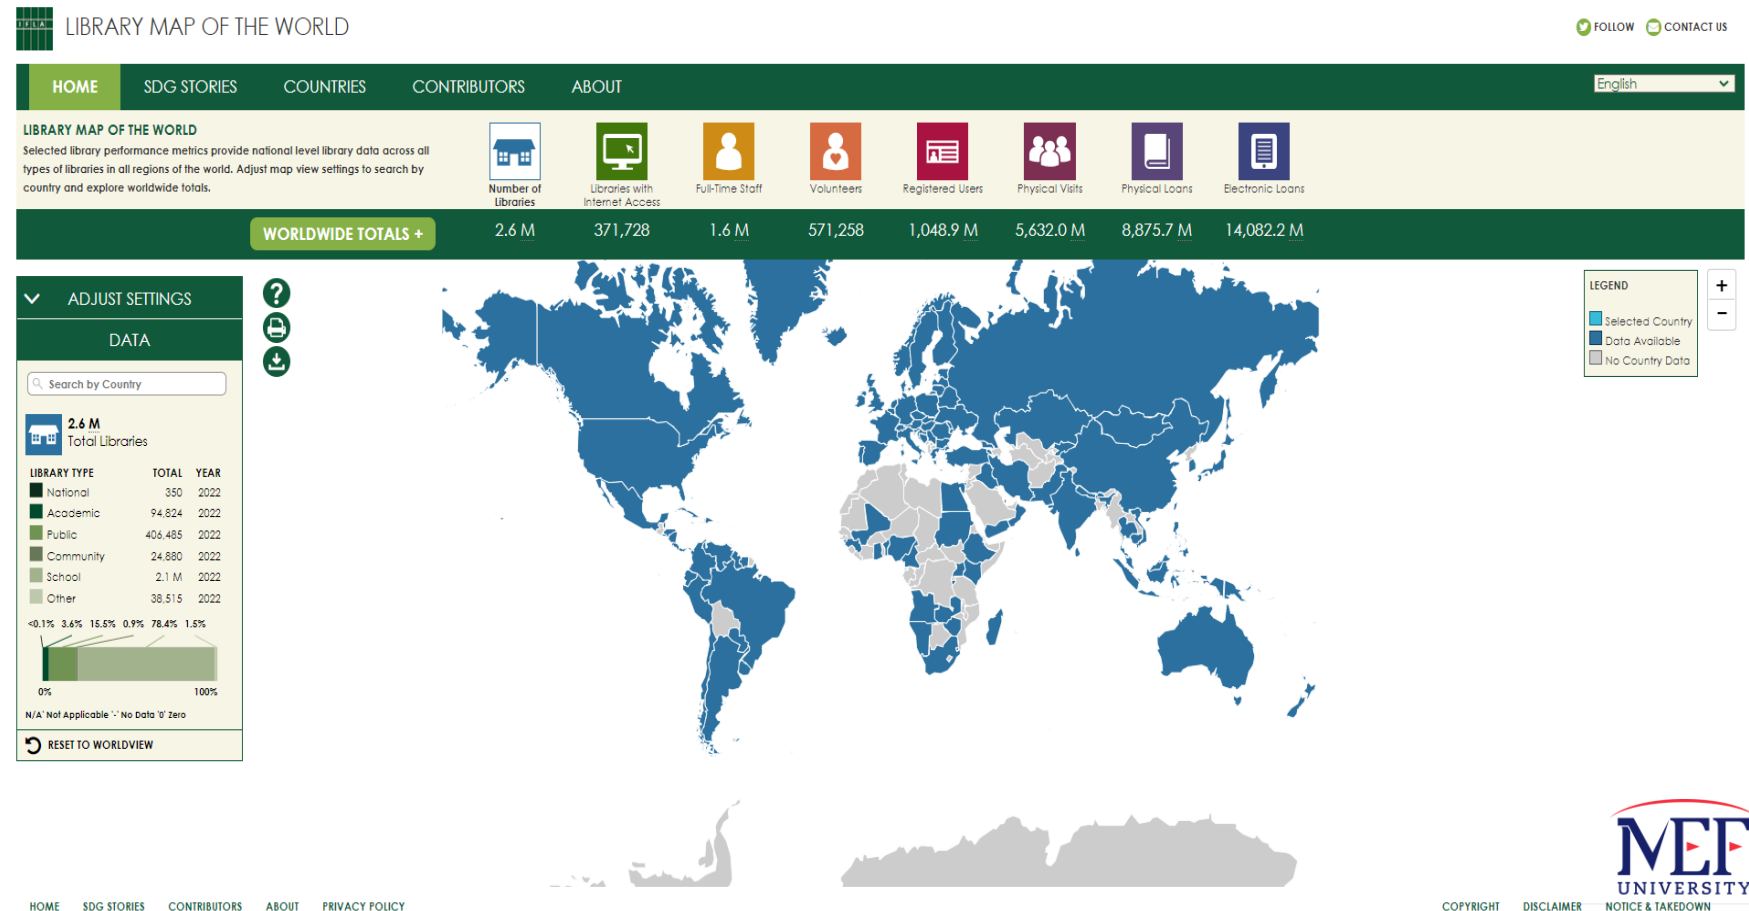 IFLA
LIBRARY MAP OF THE WORLD
FOLLOW
CONTACT US
HOME
SDG STORIES
COUNTRIES
CONTRIBUTORS
ABOUT
English
LIBRARY MAP OF THE WORLD
Selected library performance metrics provide national level library data across all
types of libraries in all regions of the world. Adjust map view settings to search by
country and explore worldwide totals.
Number of
Libraries
Libraries with
Internet Access
Full-Time Staff
Volunteers
Registered Users
Physical Visits
Physical Loans
Electronic Loans
WORLDWIDE TOTALS +
2.6 M
371,728
1.6 M
571,258
1,048.9 M
5,632.0 M
8,875.7 M
14,082.2 M
ADJUST SETTINGS
DATA
Search by Country
2.6 M
Total Libraries
LIBRARY TYPE TOTAL YEAR
National 350 2022
Academic 94,824 2022
Public 406,485 2022
Community 24,880 2022
School 2.1 M 2022
Other 38,515 2022
<0.1% 3.6% 15.5% 0.9% 78.4% 1.5%
0% 100%
N/A' Not Applicable '-' No Data '0' Zero
RESET TO WORLDVIEW
?
LEGEND
Selected Country
Data Available
No Country Data
+
-
MEF
UNIVERSITY
HOME
SDG STORIES
CONTRIBUTORS
ABOUT
PRIVACY POLICY
COPYRIGHT
DISCLAIMER
NOTICE & TAKEDOWN